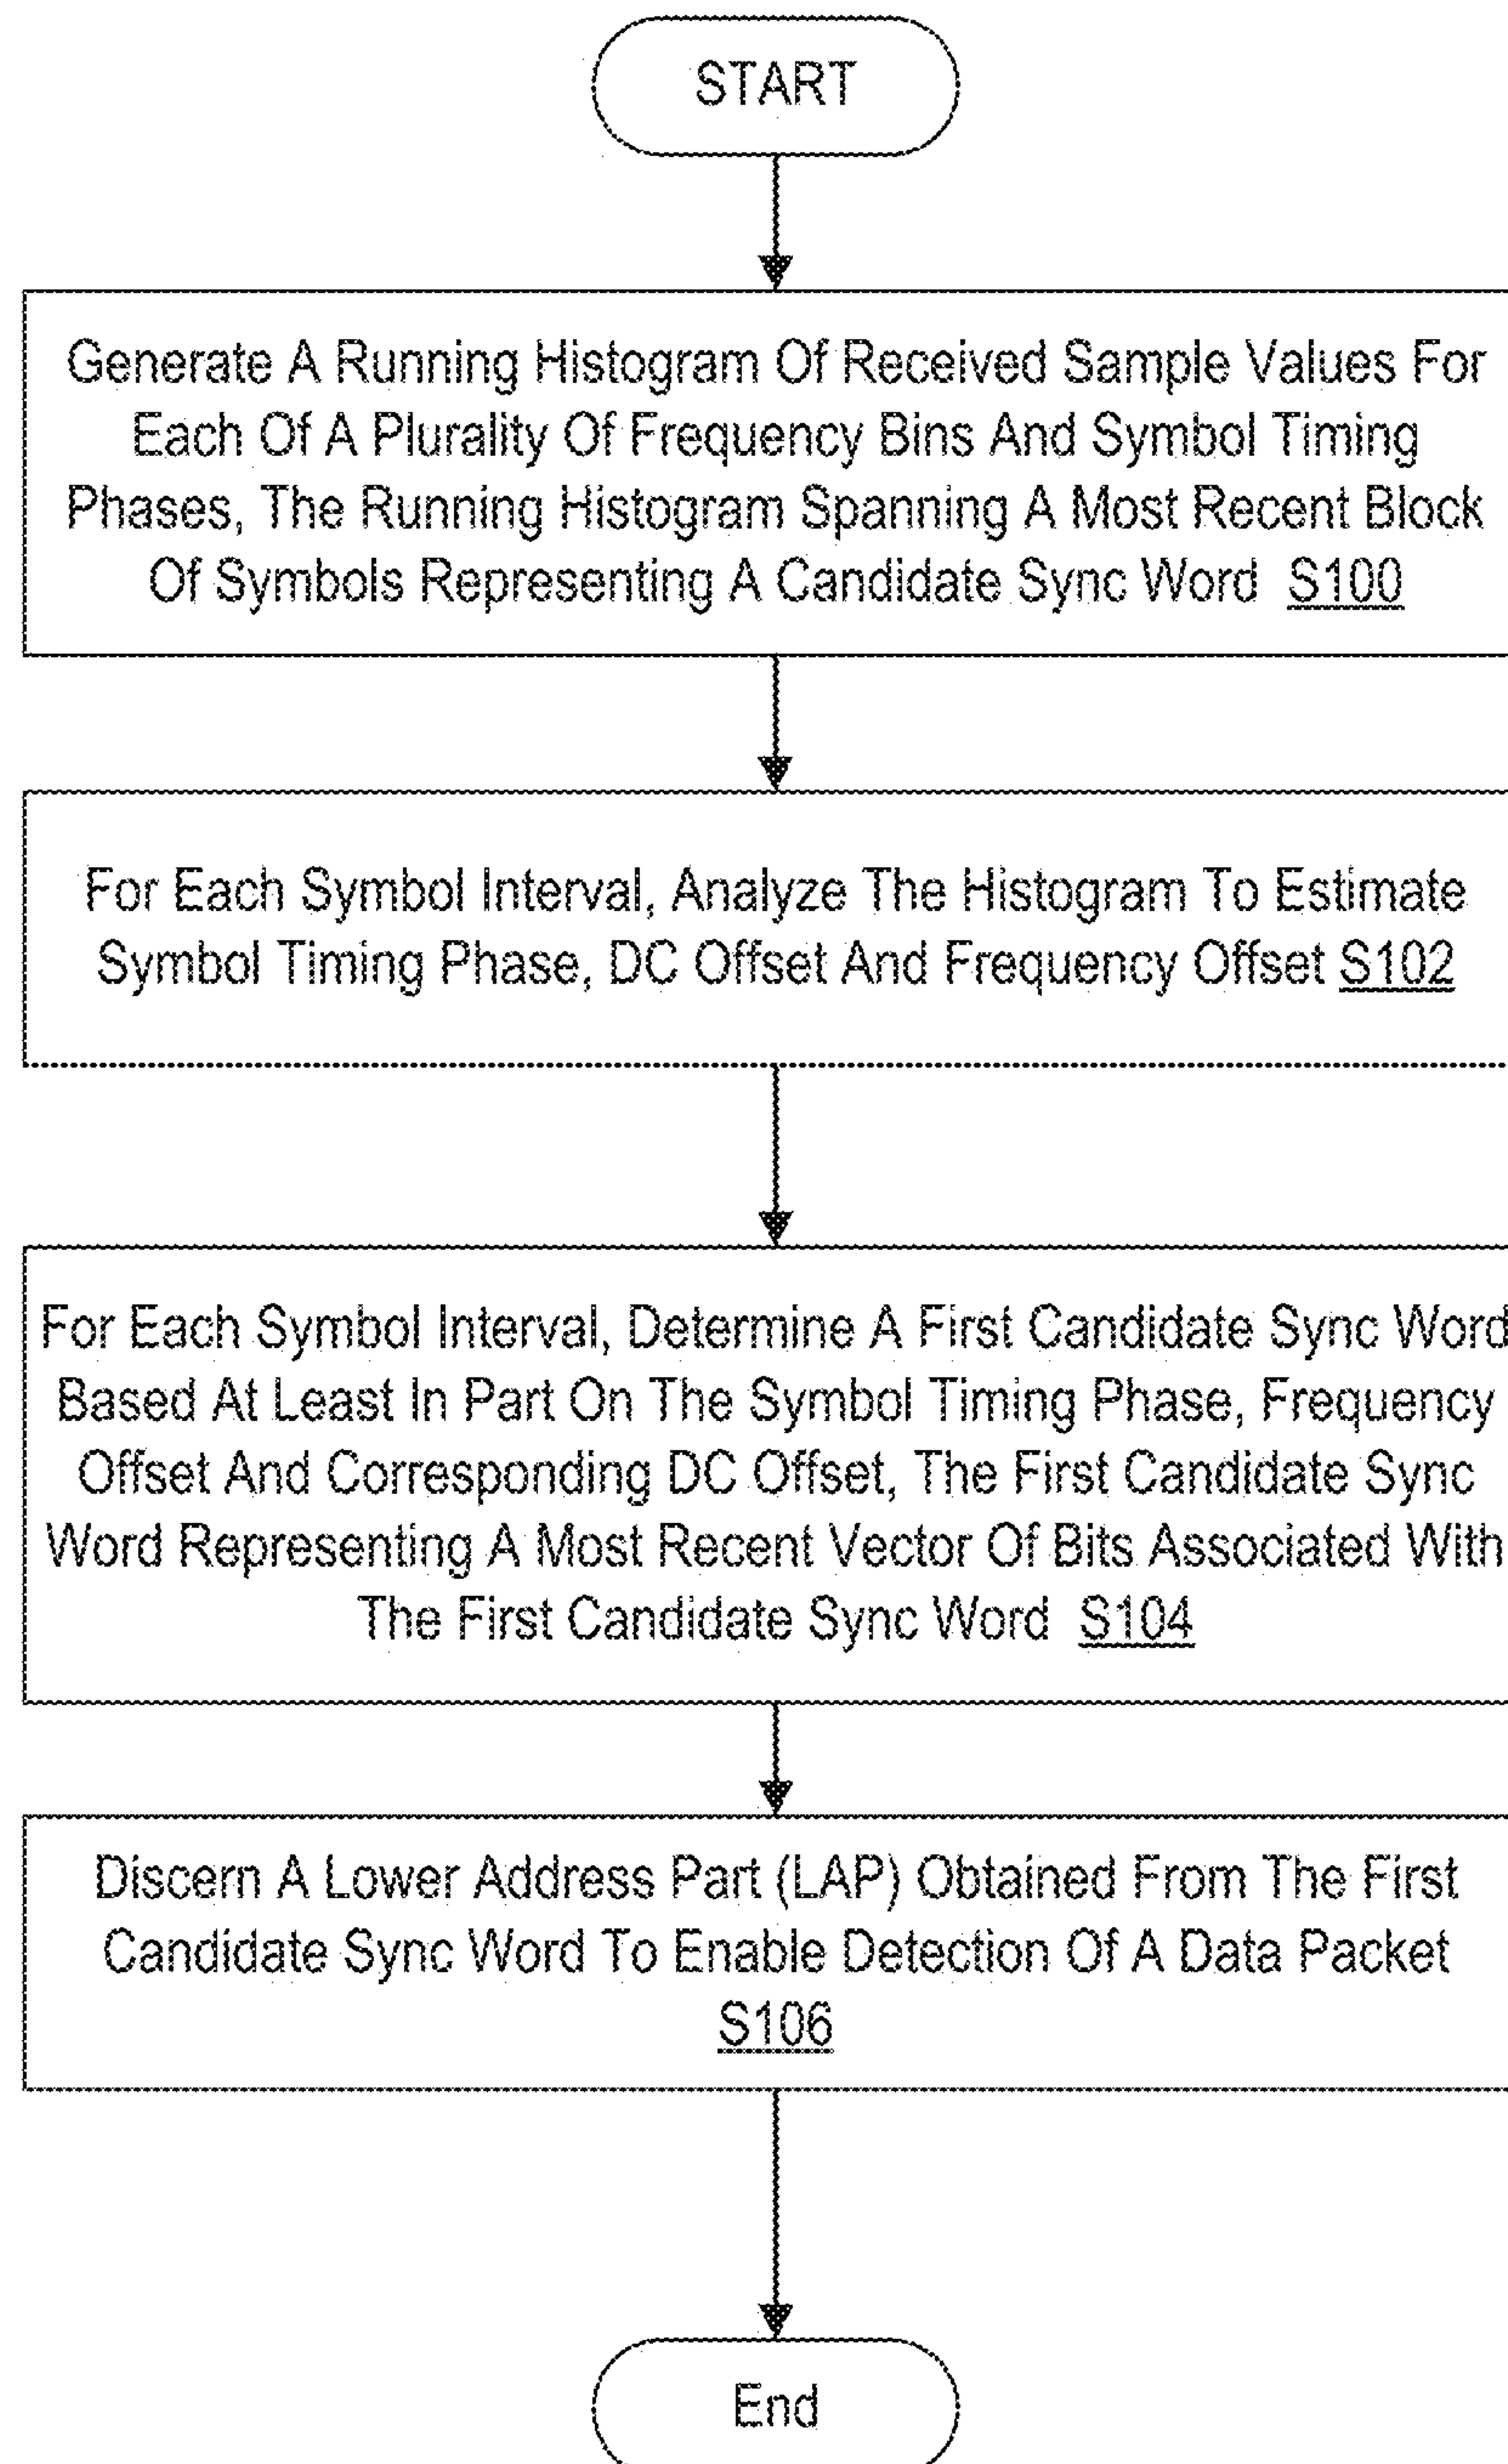 START
Generate A Running Histogram Of Received Sample Values For
Each Of A Plurality Of Frequency Bins And Symbol Timing
Phases, The Running Histogram Spanning A Most Recent Block
Of Symbols Representing A Candidate Sync Word S100
For Each Symbol Interval, Analyze The Histogram To Estimate
Symbol Timing Phase, DC Offset And Frequency Offset S102
For Each Symbol Interval, Determine A First Candidate Sync Word
Based At Least In Part On The Symbol Timing Phase, Frequency
Offset And Corresponding DC Offset, The First Candidate Sync
Word Representing A Most Recent Vector Of Bits Associated With
The First Candidate Sync Word S104
Discern A Lower Address Part (LAP) Obtained From The First
Candidate Sync Word To Enable Detection Of A Data Packet
S106
End